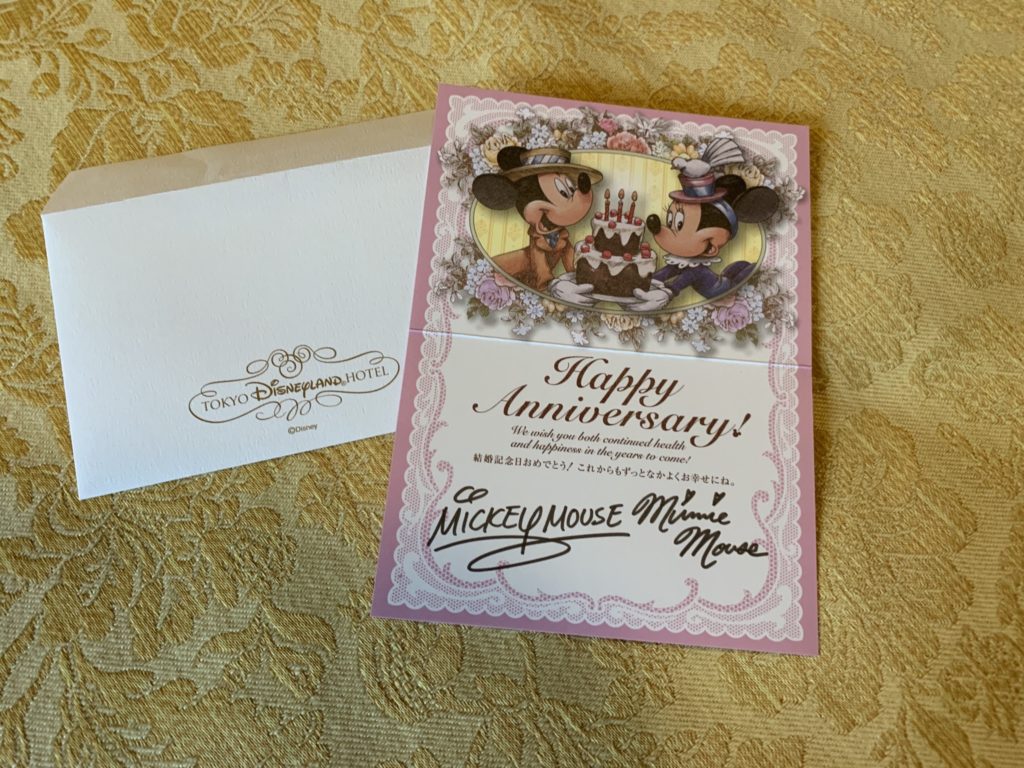 TOKYO DISNEYLAND® HOTEL
©Disney
Happy
Anniversary!
We wish you both continued health
and happiness in the years to come!
結婚記念日おめでとう！これからもずっとなかよくお幸せにね。
MICKEY MOUSE
Minnie
Mouse